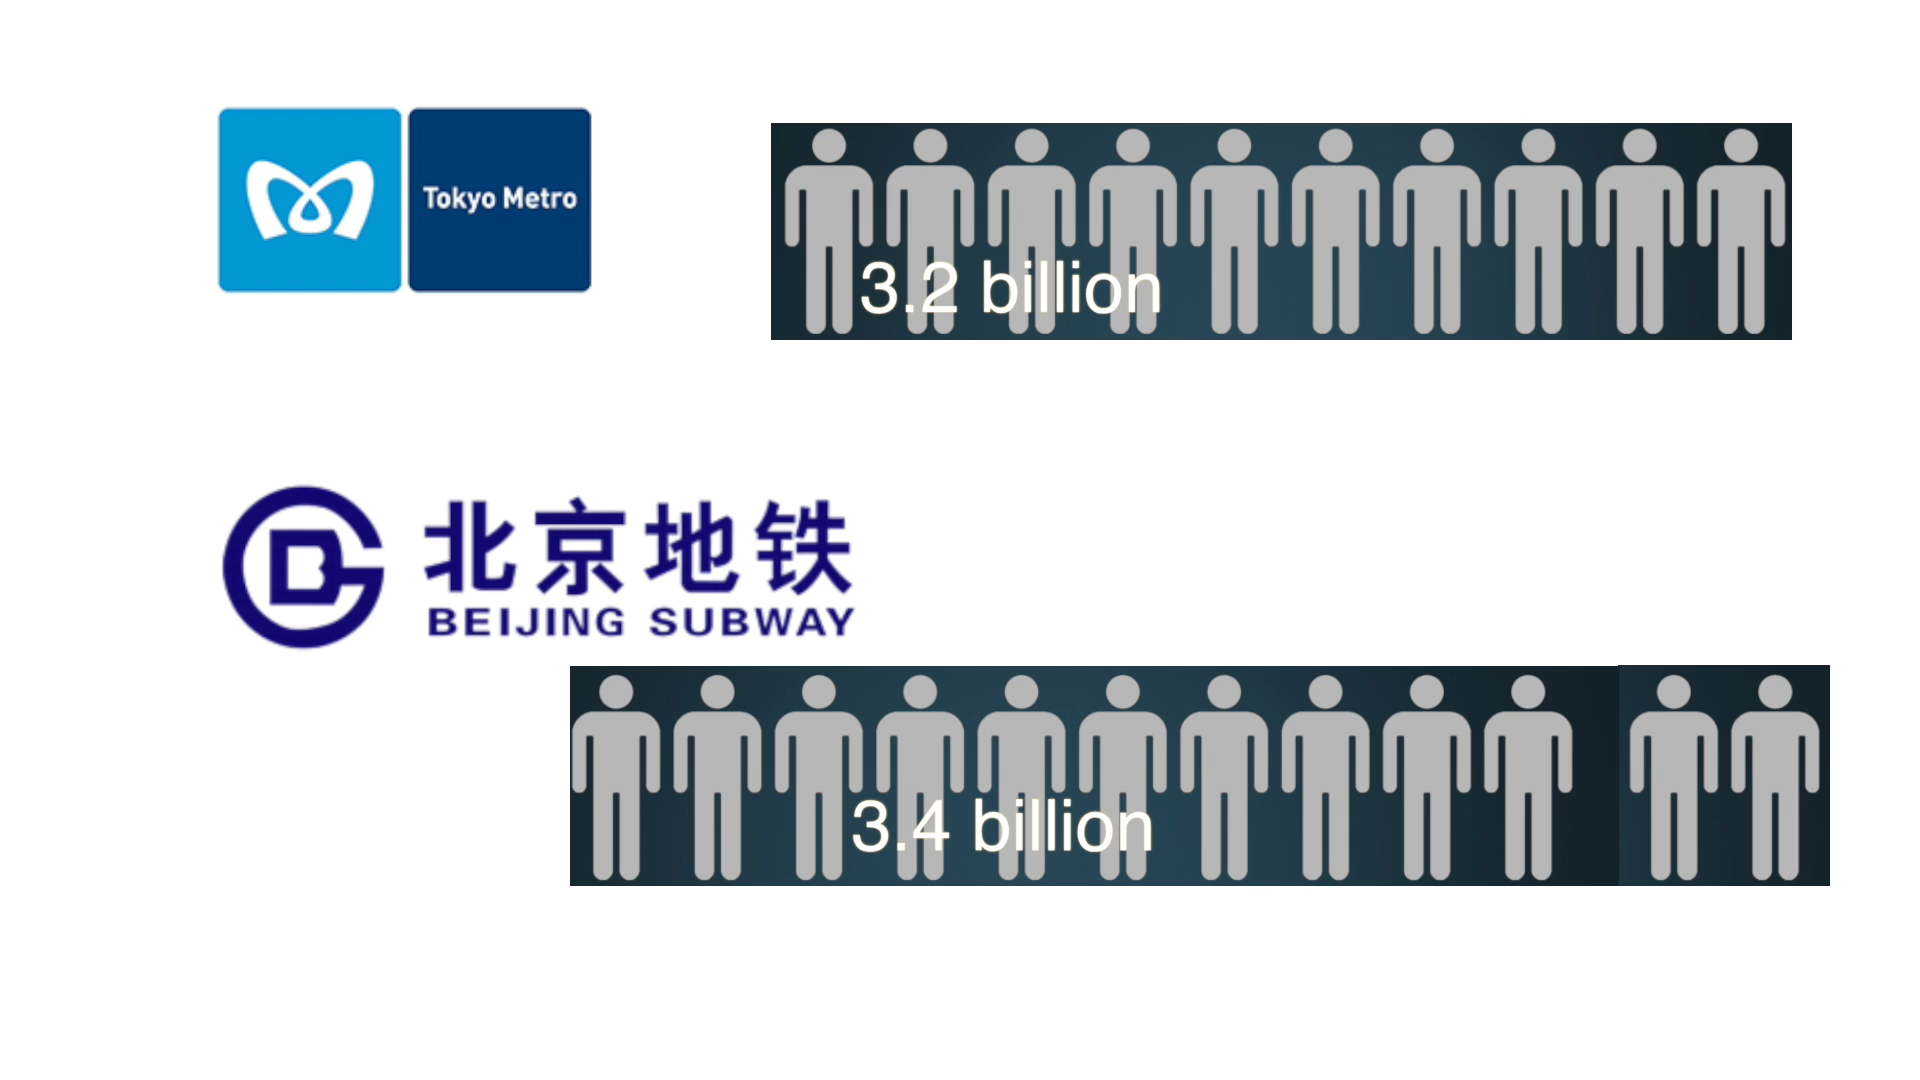 Tokyo Metro
3.2 billion
北京地铁
BEIJING SUBWAY
3.4 billion